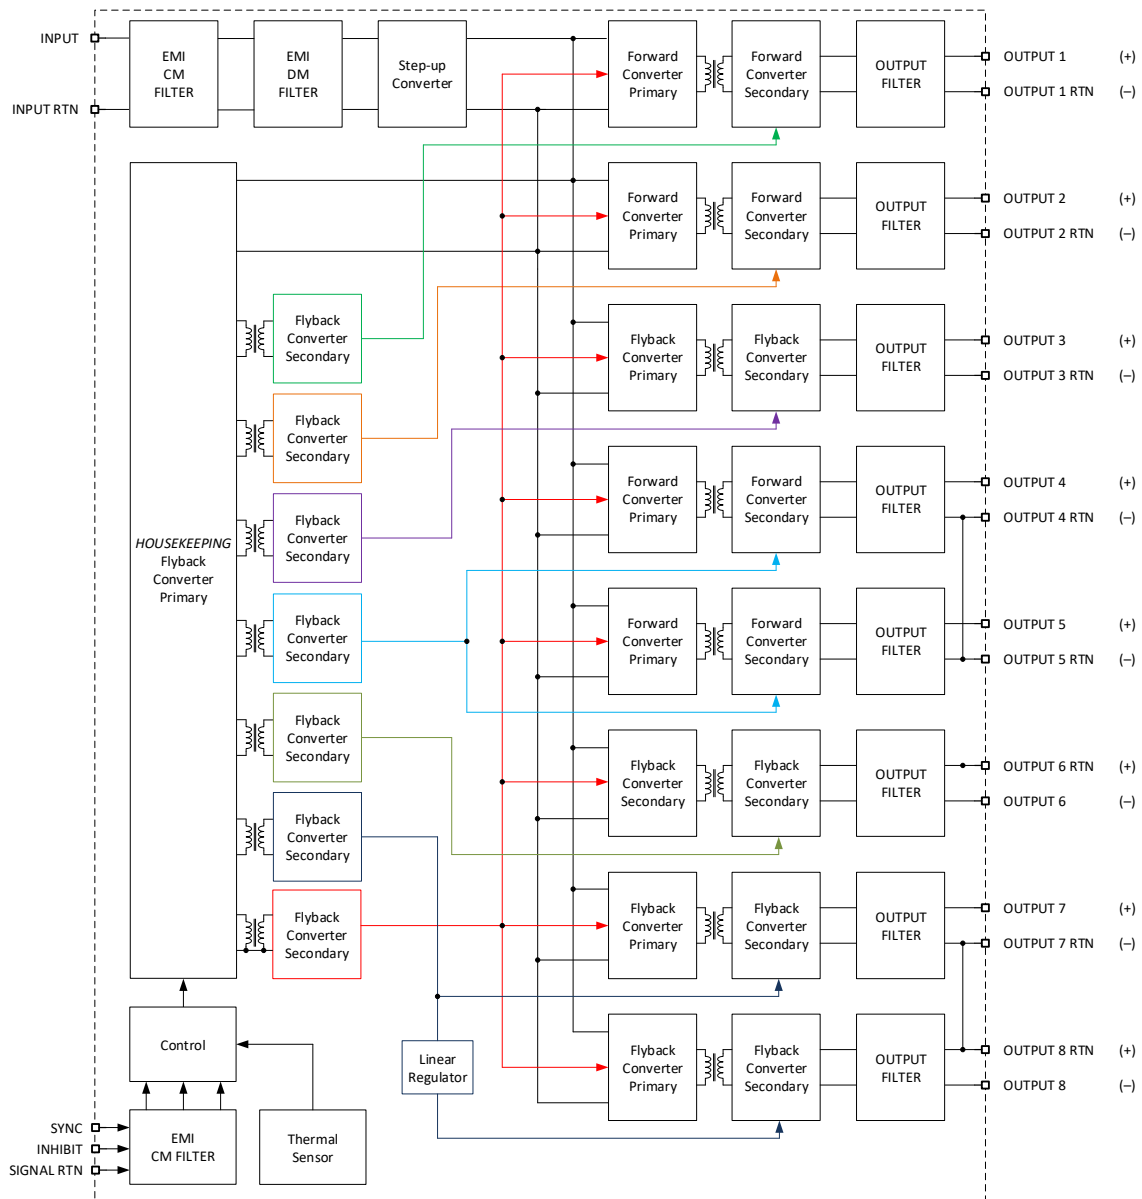 INPUT
INPUT RTN
EMI
CM
FILTER
EMI
DM
FILTER
Step-up
Converter
Forward
Converter
Primary
Forward
Converter
Secondary
OUTPUT
FILTER
OUTPUT 1 (+)
OUTPUT 1 RTN (–)
Forward
Converter
Primary
Forward
Converter
Secondary
OUTPUT
FILTER
OUTPUT 2 (+)
OUTPUT 2 RTN (–)
Flyback
Converter
Primary
Flyback
Converter
Secondary
OUTPUT
FILTER
OUTPUT 3 (+)
OUTPUT 3 RTN (–)
Forward
Converter
Primary
Forward
Converter
Secondary
OUTPUT
FILTER
OUTPUT 4 (+)
OUTPUT 4 RTN (–)
Forward
Converter
Primary
Forward
Converter
Secondary
OUTPUT
FILTER
OUTPUT 5 (+)
OUTPUT 5 RTN (–)
Flyback
Converter
Secondary
Flyback
Converter
Secondary
OUTPUT
FILTER
OUTPUT 6 RTN (+)
OUTPUT 6 (–)
Flyback
Converter
Primary
Flyback
Converter
Secondary
OUTPUT
FILTER
OUTPUT 7 (+)
OUTPUT 7 RTN (–)
Flyback
Converter
Primary
Flyback
Converter
Secondary
OUTPUT
FILTER
OUTPUT 8 RTN (+)
OUTPUT 8 (–)
HOUSEKEEPING
Flyback
Converter
Primary
Flyback
Converter
Secondary
Flyback
Converter
Secondary
Flyback
Converter
Secondary
Flyback
Converter
Secondary
Flyback
Converter
Secondary
Flyback
Converter
Secondary
Flyback
Converter
Secondary
Control
Linear
Regulator
SYNC
INHIBIT
SIGNAL RTN
EMI
CM FILTER
Thermal
Sensor